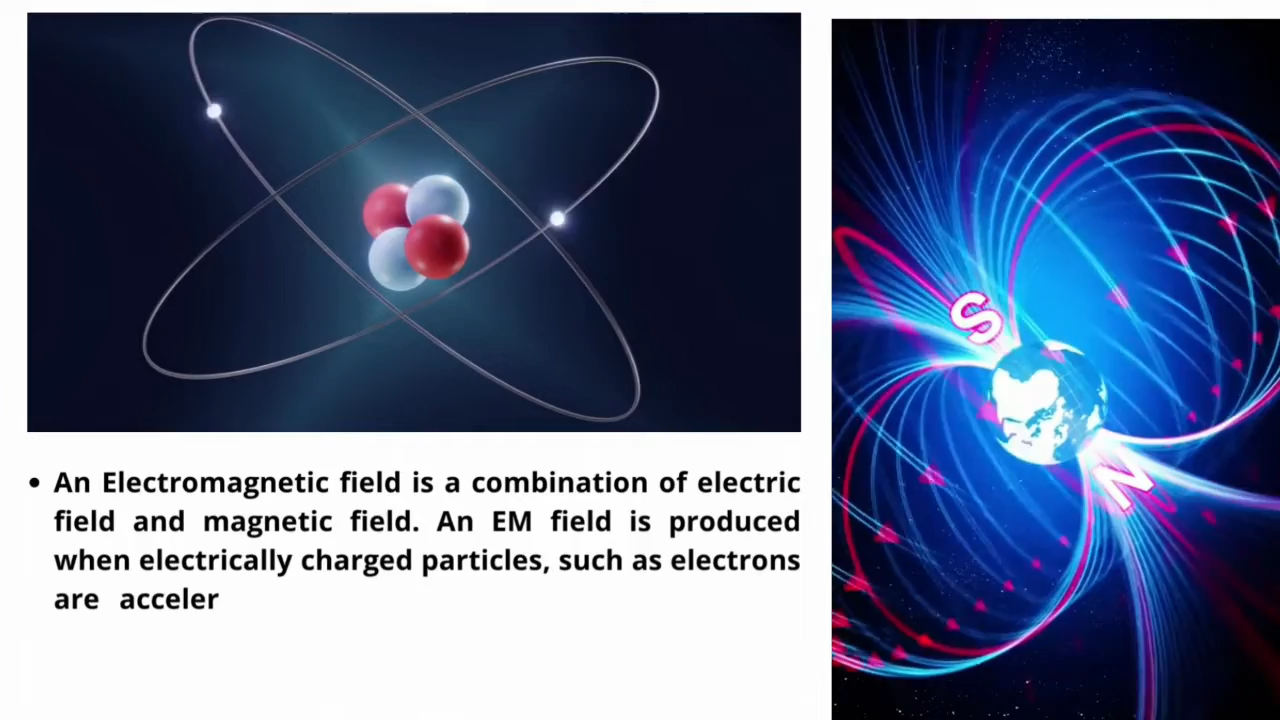 S
N
• An Electromagnetic field is a combination of electric
field and magnetic field. An EM field is produced
when electrically charged particles, such as electrons
are acceler